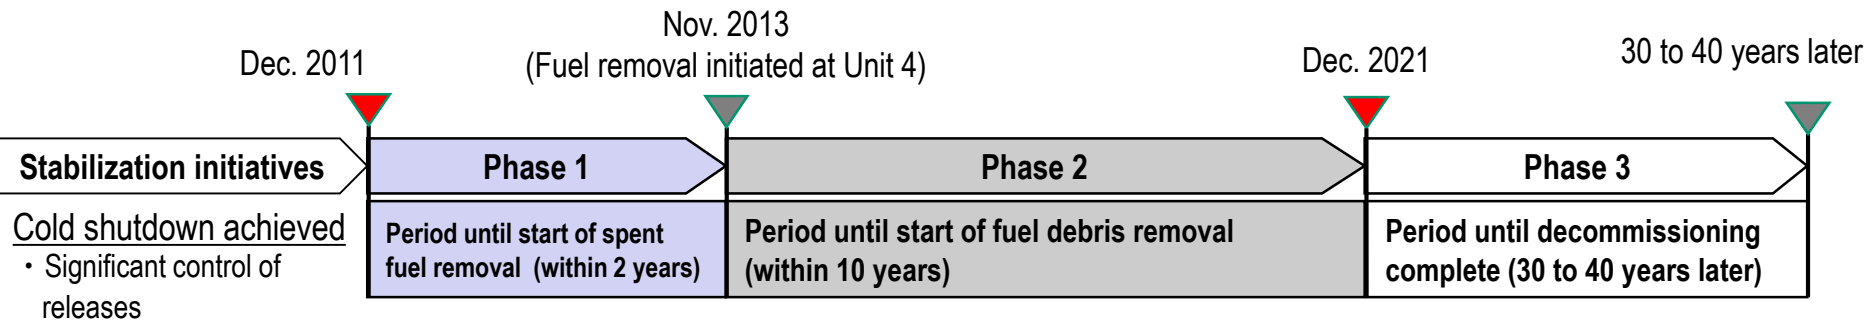 Nov. 2013
Dec. 2011
(Fuel removal initiated at Unit 4)
Dec. 2021
30 to 40 years later
Stabilization initiatives
Phase 1
Phase 2
Phase 3
Cold shutdown achieved
・Significant control of
releases
Period until start of spent
fuel removal (within 2 years)
Period until start of fuel debris removal
(within 10 years)
Period until decommissioning
complete (30 to 40 years later)